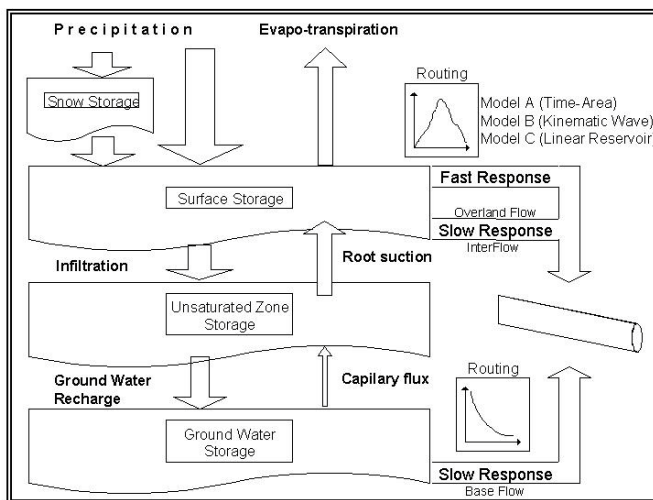 Precipitation
Evapo-transpiration
Routing
Snow Storage
Model A (Time-Area)
Model B (Kinematic Wave)
Model C (Linear Reservoir)
Fast Response
Surface Storage
Overland Flow
Slow Response
InterFlow
Infiltration
Root suction
Unsaturated Zone
Storage
Ground Water
Recharge
Capilary flux
Routing
Ground Water
Storage
Slow Response
Base Flow